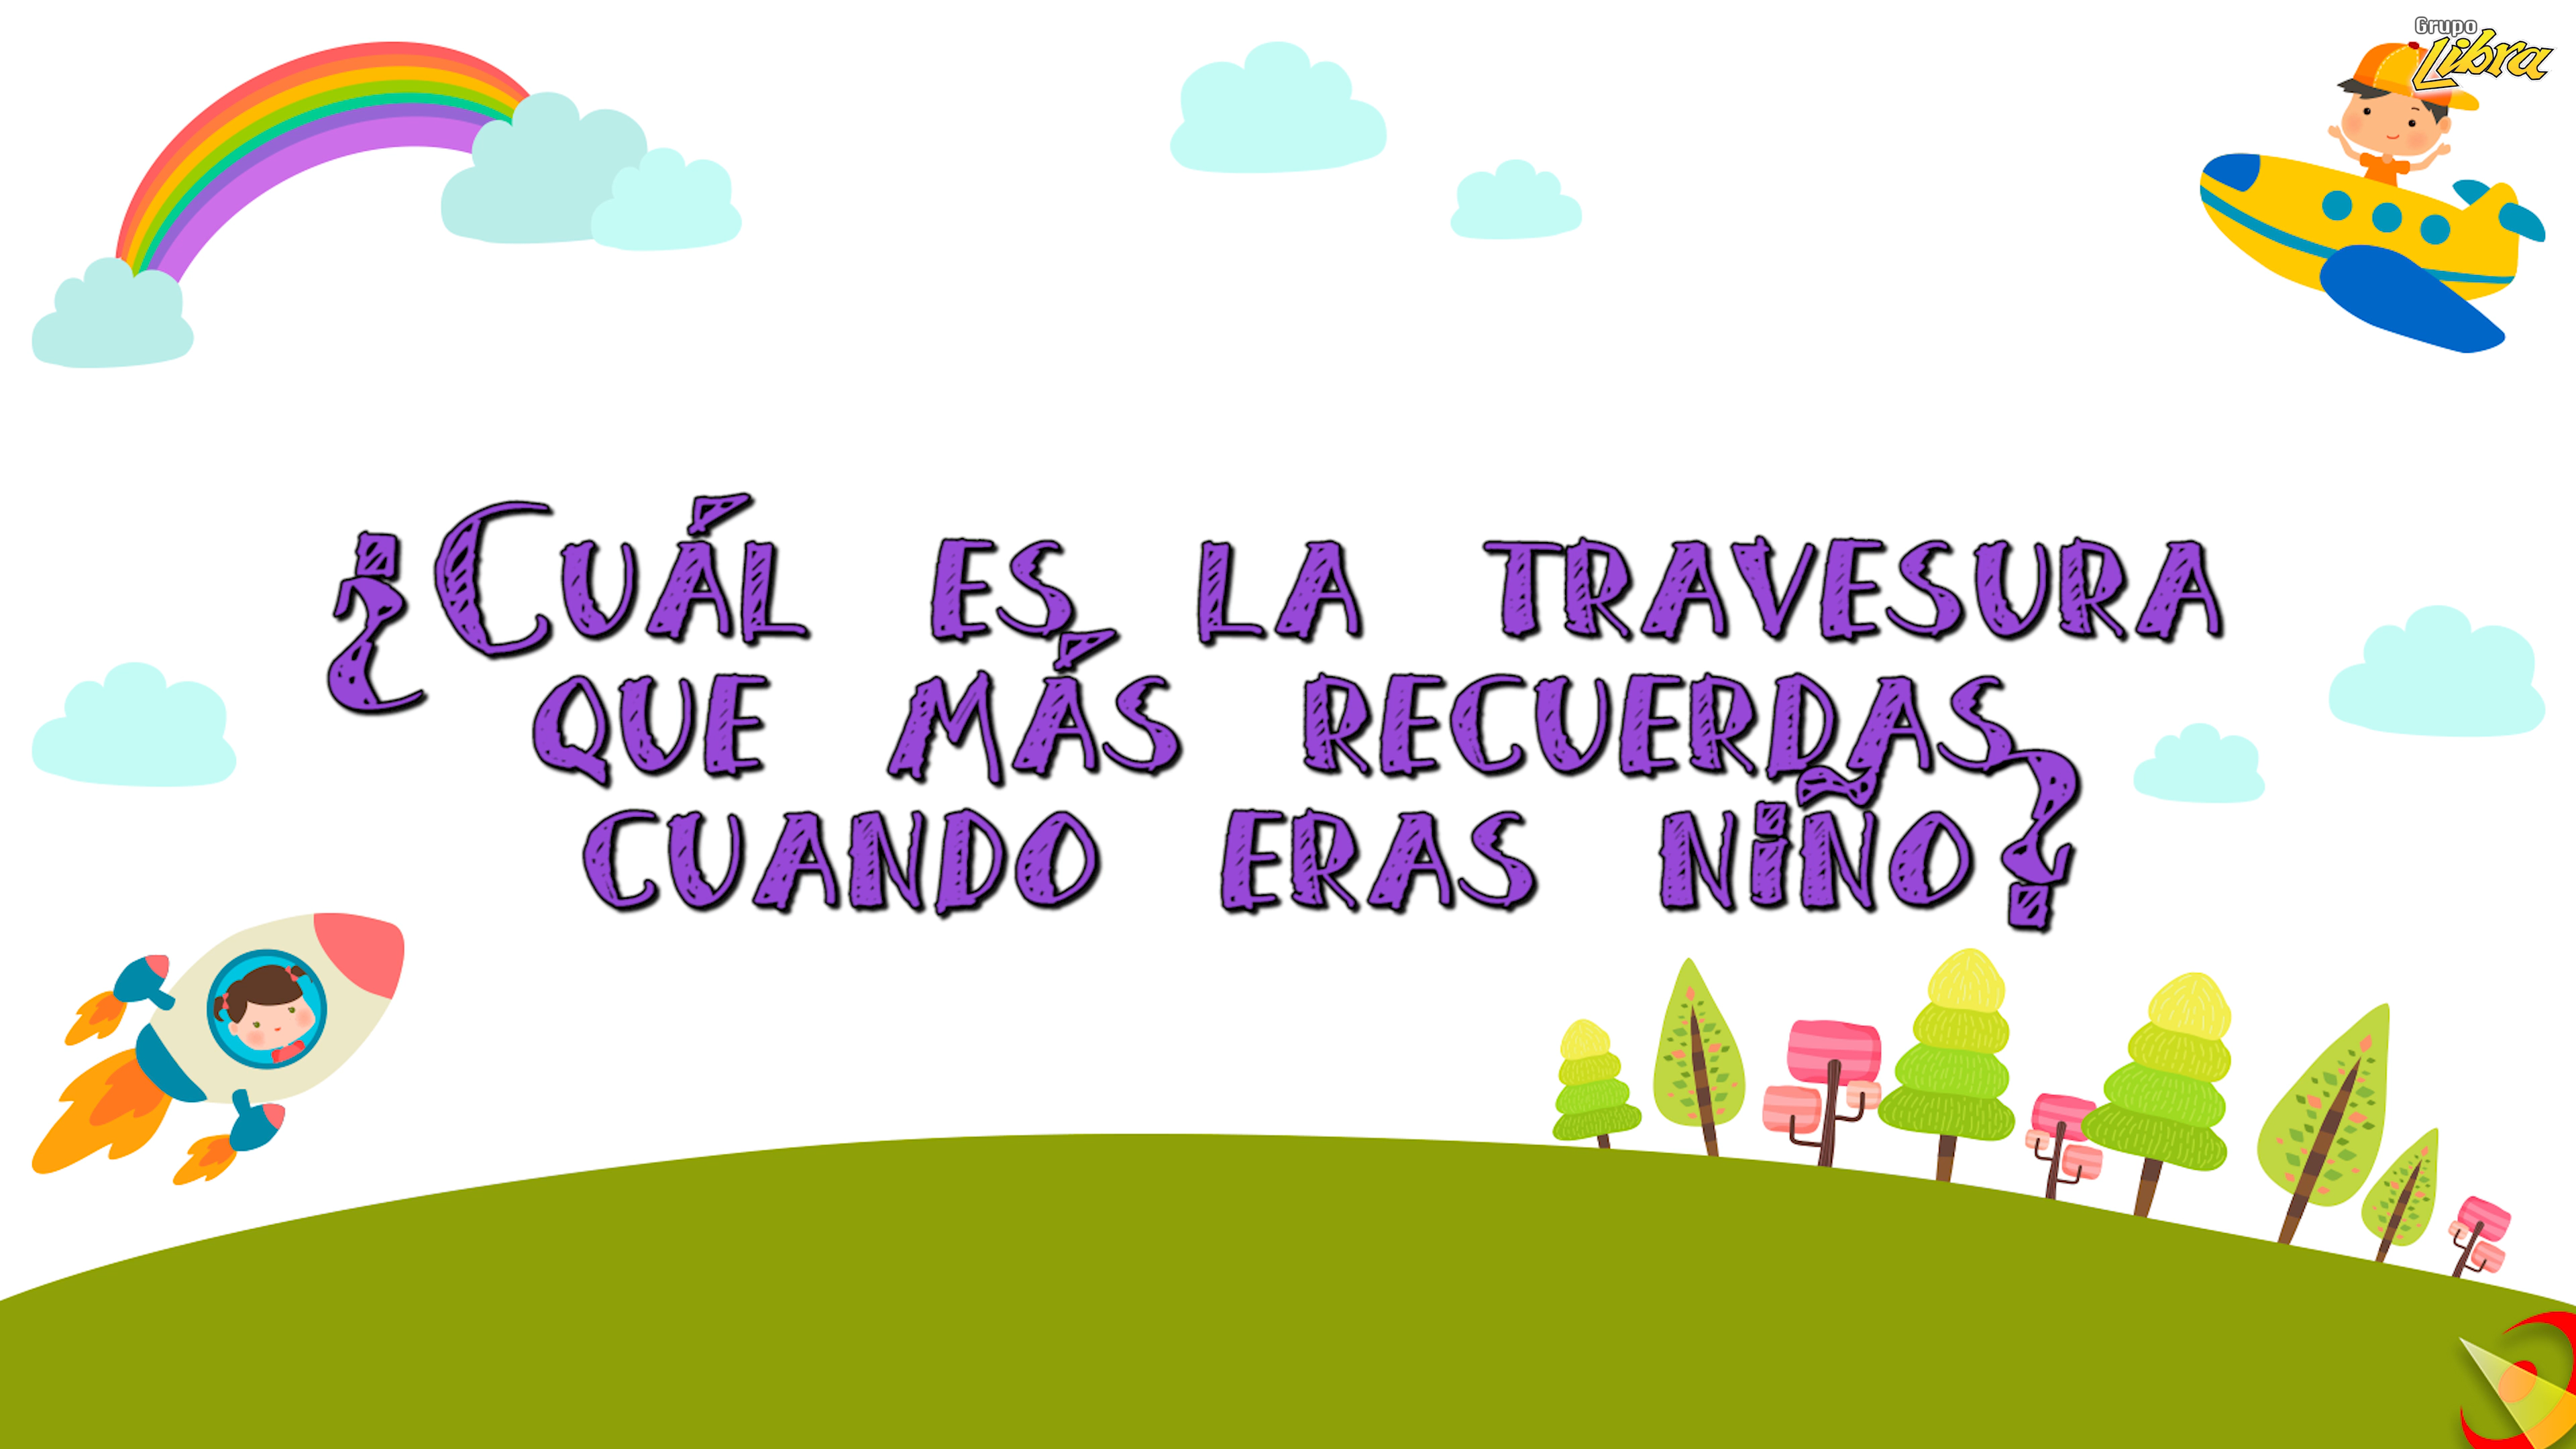 Grupo
Libra
¿Cuál es la travesura
que más recuerdas
cuando eras niño?